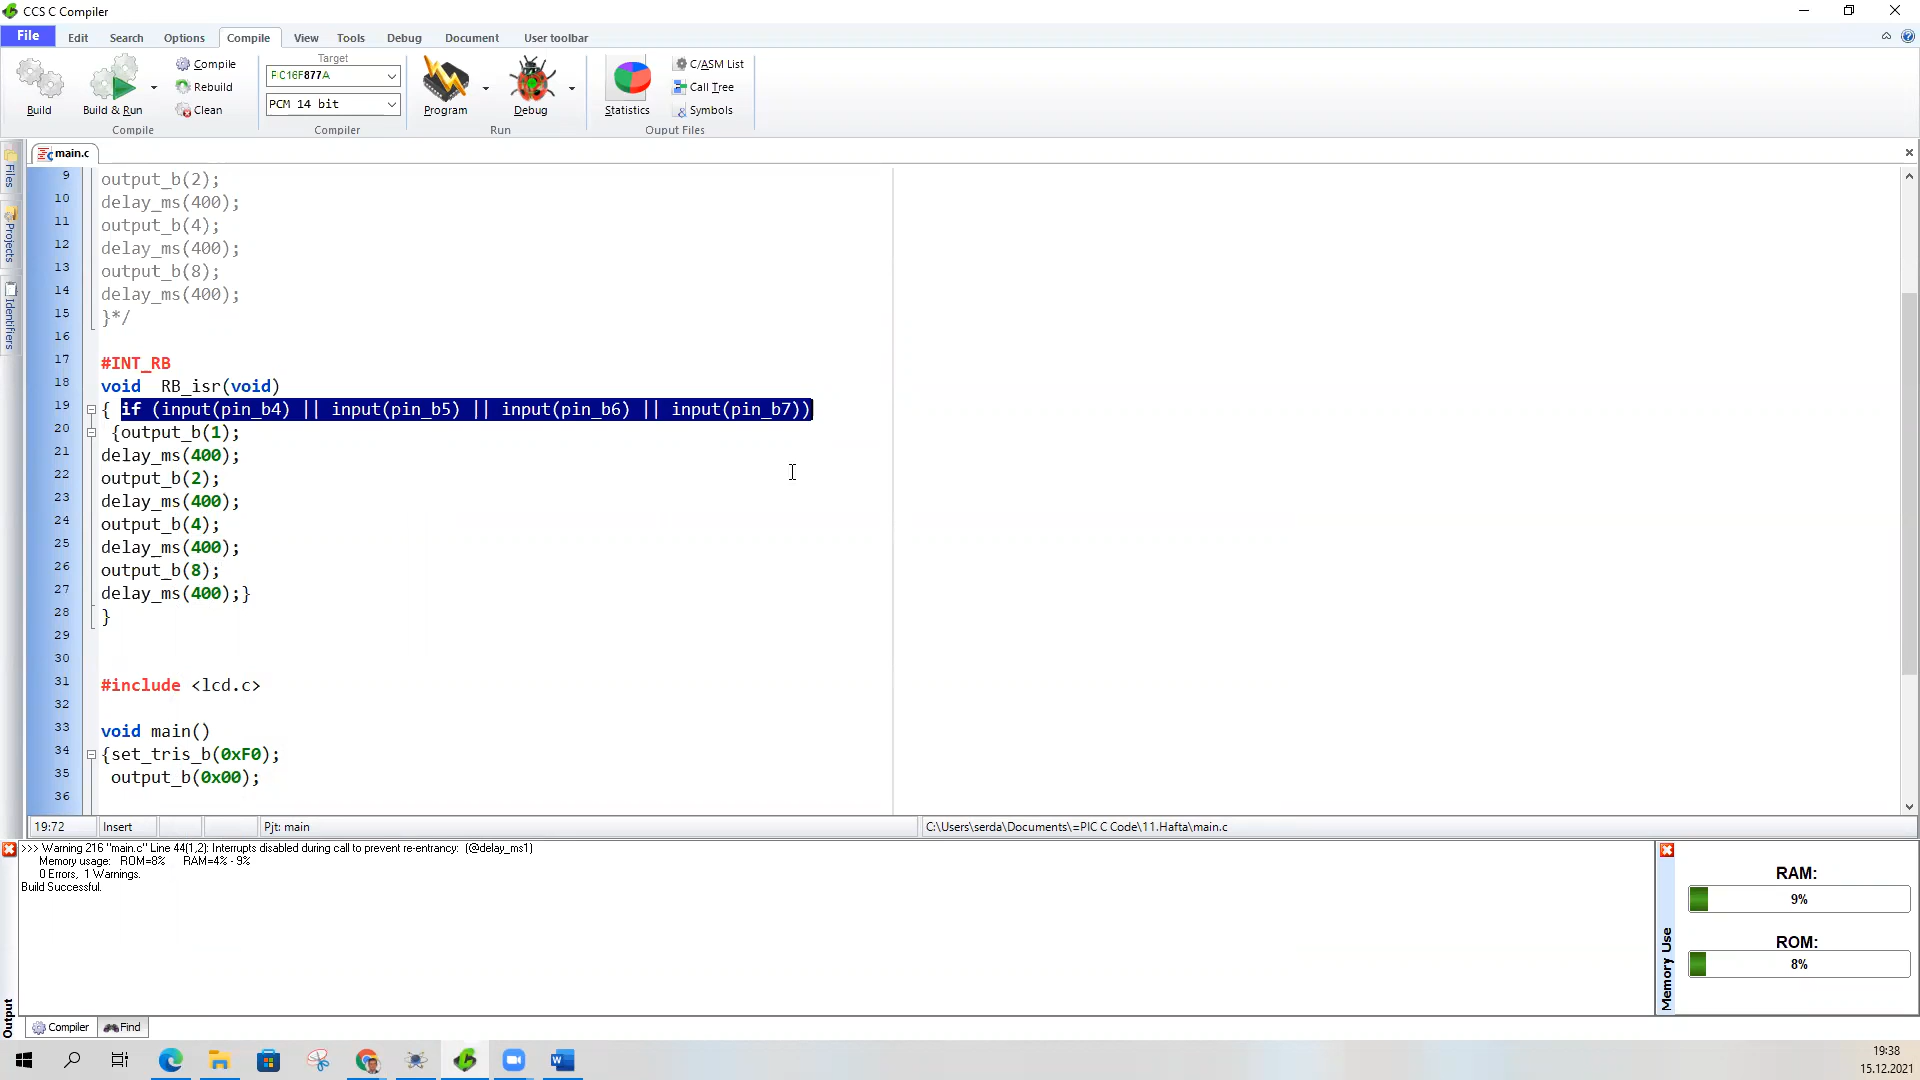 CCS C Compiler
File Edit Search Options Compile View Tools Debug Document User toolbar
Build
Build & Run
Compile
Rebuild
Clean
Compile
Target
PIC16F877A
PCM 14 bit
Compiler
Program
Debug
Run
Statistics
C/ASM List
Call Tree
Symbols
Ouput Files
Files
Projects
Identifiers
main.c
9 output_b(2);
10 delay_ms(400);
11 output_b(4);
12 delay_ms(400);
13 output_b(8);
14 delay_ms(400);
15 }*/
16
17 #INT_RB
18 void  RB_isr(void)
19 { if (input(pin_b4) || input(pin_b5) || input(pin_b6) || input(pin_b7))
20 {output_b(1);
21 delay_ms(400);
22 output_b(2);
23 delay_ms(400);
24 output_b(4);
25 delay_ms(400);
26 output_b(8);
27 delay_ms(400);}
28 }
29
30
31 #include <lcd.c>
32
33 void main()
34 {set_tris_b(0xF0);
35 output_b(0x00);
36
19:72 Insert Pjt: main C:\Users\serda\Documents\=PIC C Code\11.Hafta\main.c
>>> Warning 216 "main.c" Line 44(1,2): Interrupts disabled during call to prevent re-entrancy: (@delay_ms1)
Memory usage: ROM=8% RAM=4% - 9%
0 Errors, 1 Warnings.
Build Successful.
Output
Memory Use
RAM:
9%
ROM:
8%
Compiler Find
19:38
15.12.2021